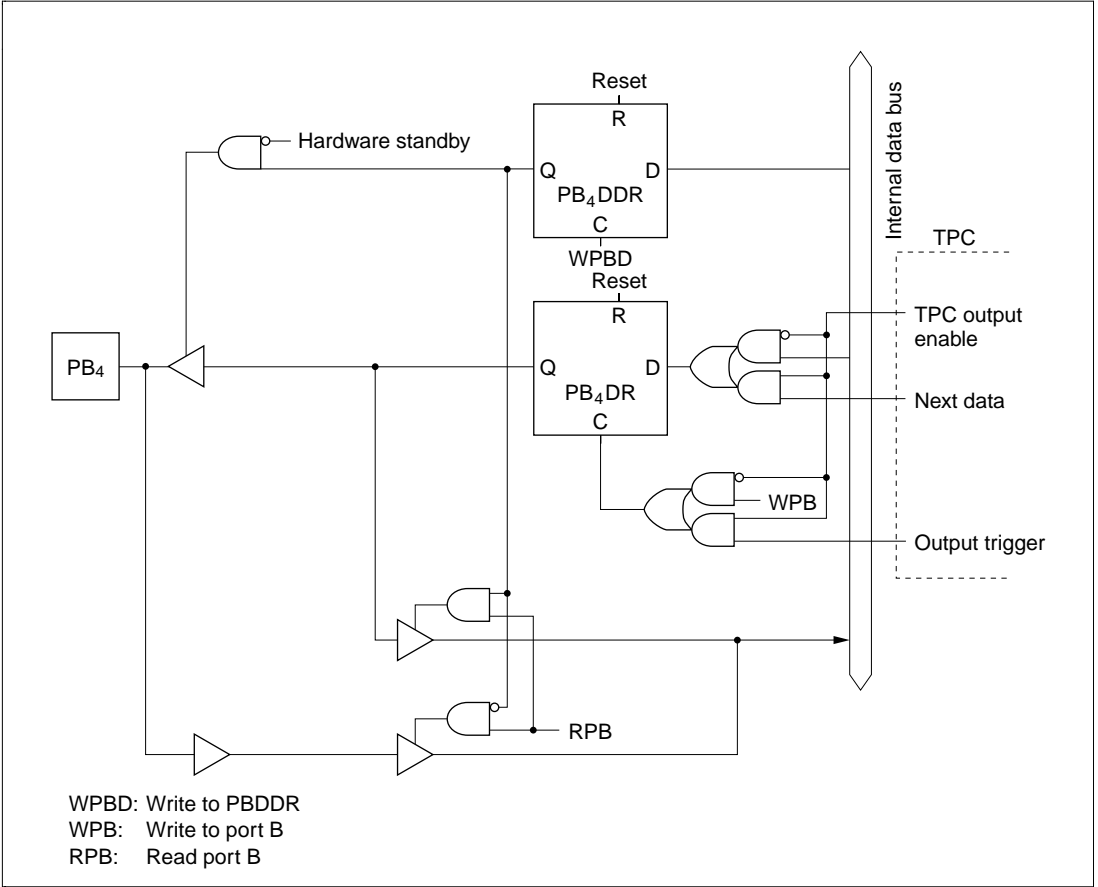 Reset
R
Hardware standby
Q
D
PB4DDR
C
WPBD
Internal data bus
TPC
Reset
R
TPC output
enable
PB4
Q
D
PB4DR
C
Next data
WPB
Output trigger
RPB
WPBD: Write to PBDDR
WPB: Write to port B
RPB: Read port B